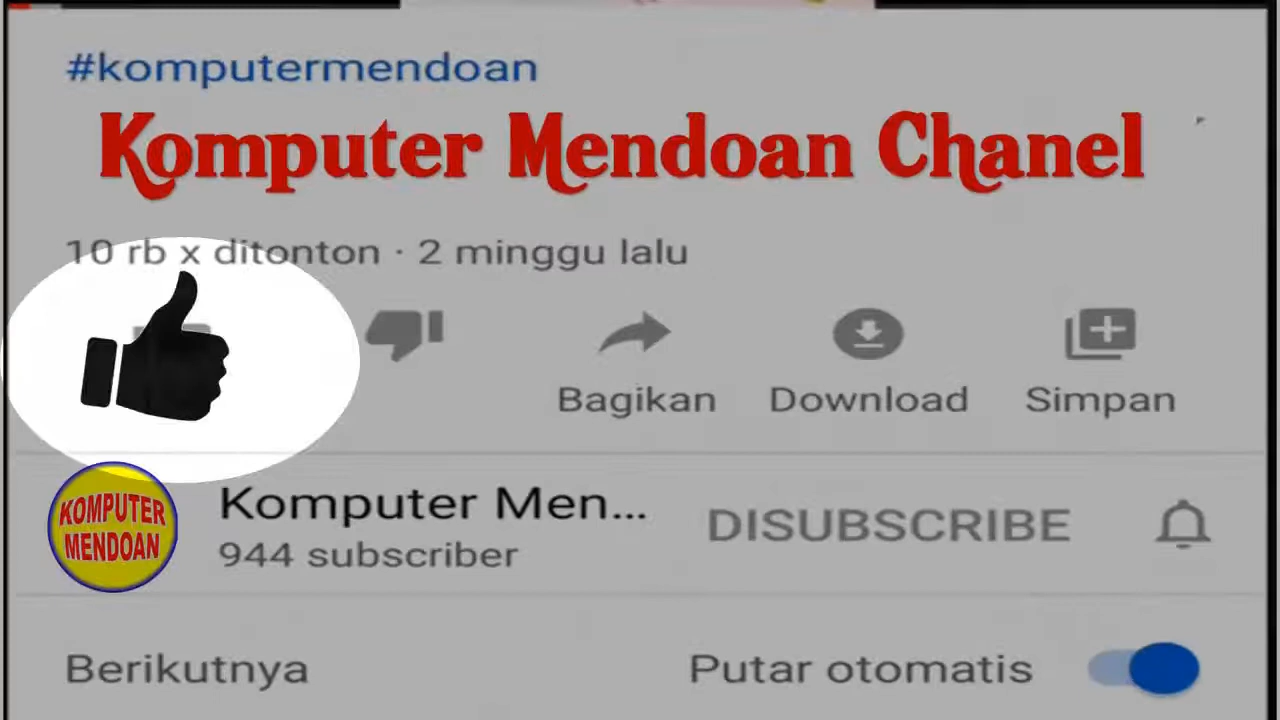 #komputermendoan
Komputer Mendoan Chanel
10 rb x ditonton · 2 minggu lalu
Bagikan Download Simpan
KOMPUTER
MENDOAN
Komputer Men... DISUBSCRIBE
944 subscriber
Berikutnya Putar otomatis